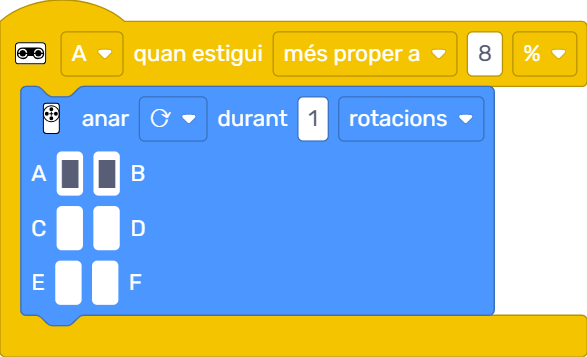 A quan estigui més proper a 8 %
anar durant 1 rotacions
A B
C D
E F